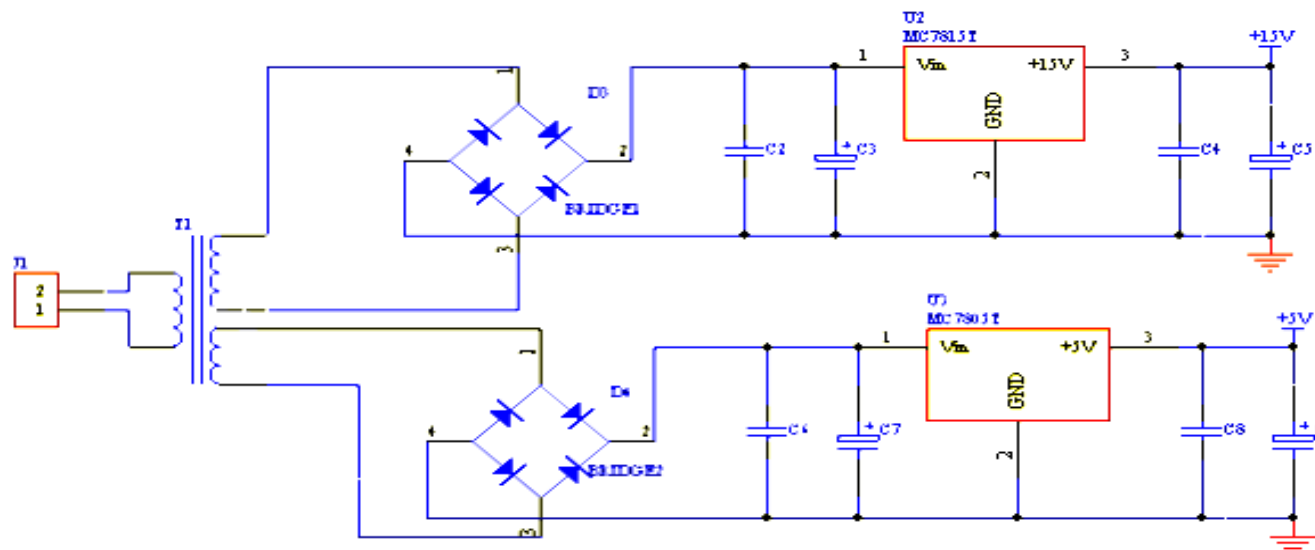 U2
MC7815T
+15V
1
Vin
+15V
3
GND
2
1
D3
4
2
BRIDGE1
3
C2
C3
C4
C5
T1
J1
2
1
U3
MC7805T
+5V
1
Vin
+5V
3
GND
2
1
4
2
BRIDGE2
3
C6
C7
C8